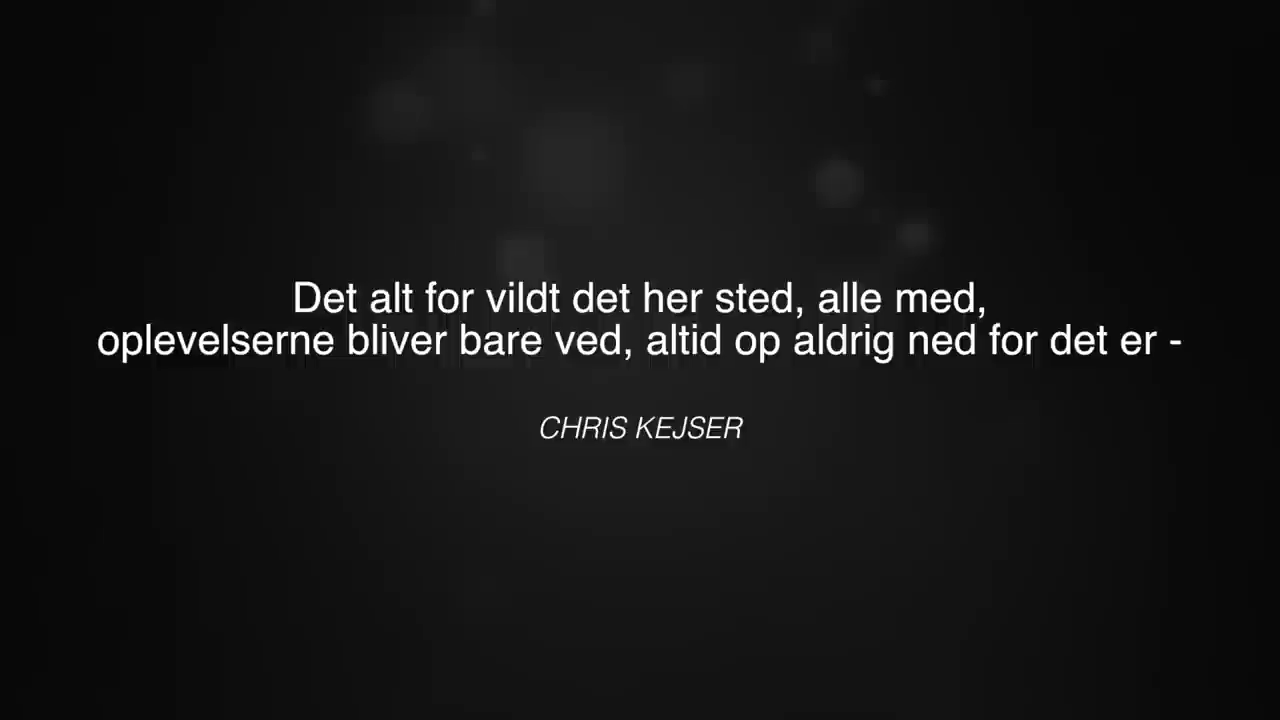 Det alt for vildt det her sted, alle med,
oplevelserne bliver bare ved, altid op aldrig ned for det er -
CHRIS KEJSER